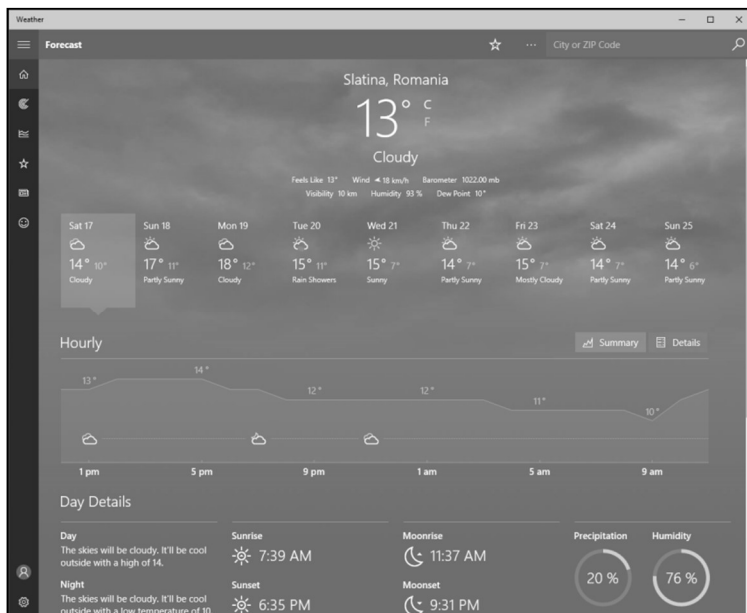 Weather
Forecast
City or ZIP Code
Slatina, Romania
13° C
F
Cloudy
Feels Like 13° Wind 18 km/h Barometer 1022.00 mb
Visibility 10 km Humidity 93 % Dew Point 10°
Sat 17 Sun 18 Mon 19 Tue 20 Wed 21 Thu 22 Fri 23 Sat 24 Sun 25
14° 10° 17° 11° 18° 12° 15° 11° 15° 7° 14° 7° 15° 7° 14° 7° 14° 6°
Cloudy Partly Sunny Cloudy Rain Showers Sunny Partly Sunny Mostly Cloudy Partly Sunny Partly Sunny
Hourly
Summary Details
13° 14° 12° 12° 11° 10°
1 pm 5 pm 9 pm 1 am 5 am 9 am
Day Details
Day
The skies will be cloudy. It'll be cool
outside with a high of 14.
Night
The skies will be cloudy. It'll be cool
outside with a low temperature of 10.
Sunrise
7:39 AM
Sunset
6:35 PM
Moonrise
11:37 AM
Moonset
9:31 PM
Precipitation Humidity
20 % 76 %